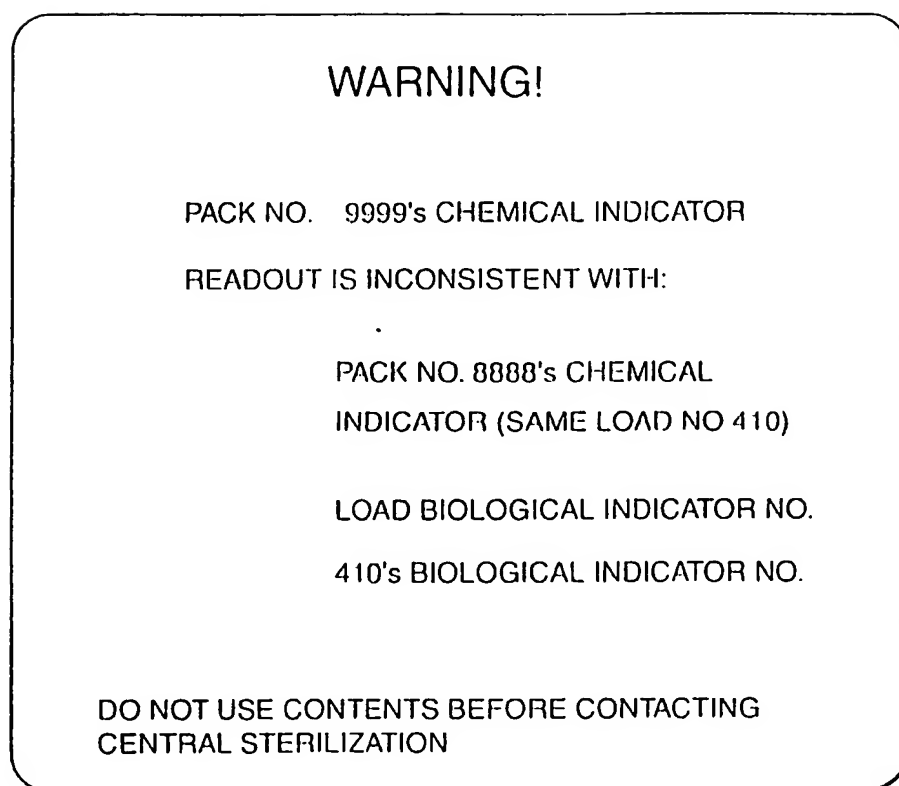 WARNING!
PACK NO. 9999's CHEMICAL INDICATOR
READOUT IS INCONSISTENT WITH:
PACK NO. 8888's CHEMICAL
INDICATOR (SAME LOAD NO 410)
LOAD BIOLOGICAL INDICATOR NO.
410's BIOLOGICAL INDICATOR NO.
DO NOT USE CONTENTS BEFORE CONTACTING
CENTRAL STERILIZATION